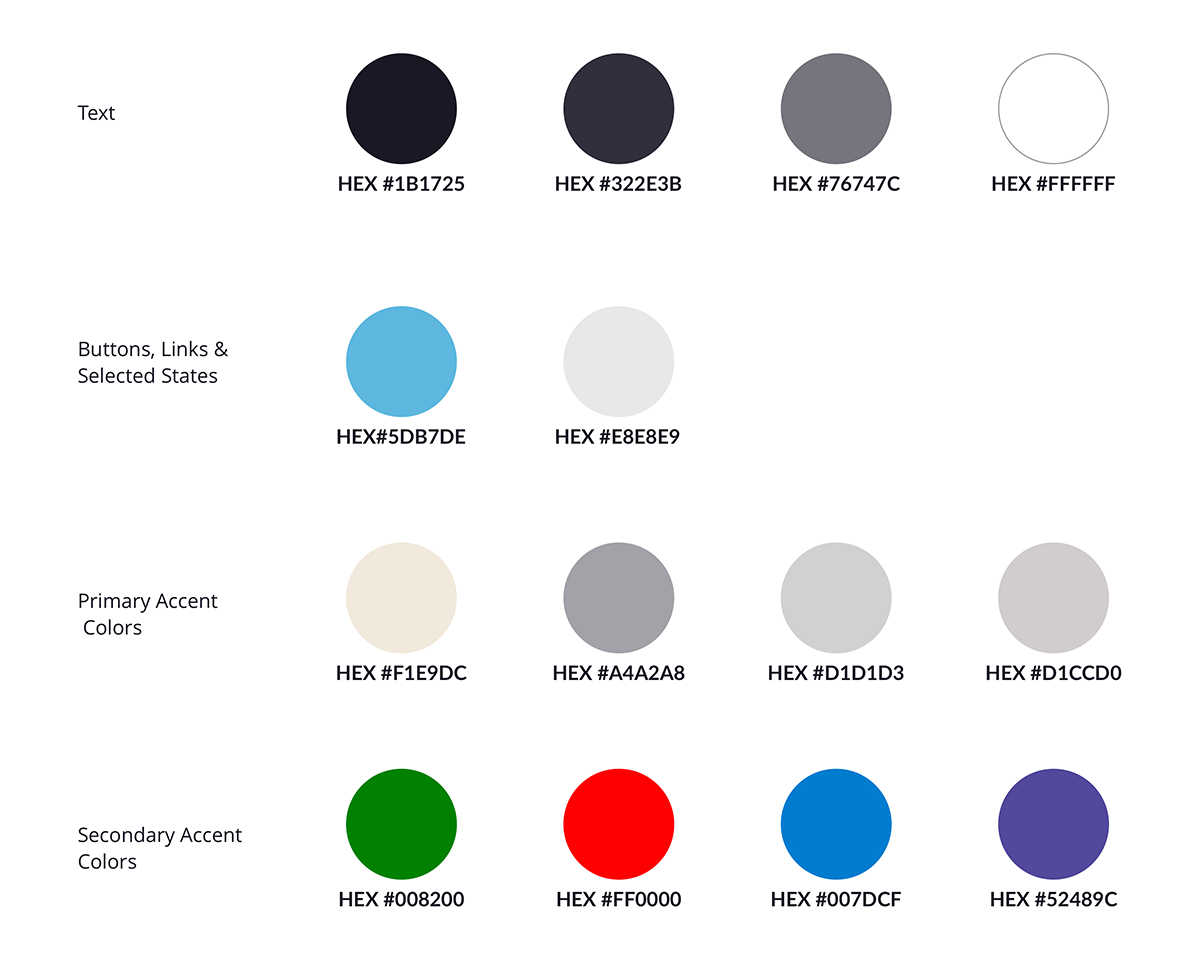 Text
HEX #1B1725
HEX #322E3B
HEX #76747C
HEX #FFFFFF
Buttons, Links &
Selected States
HEX#5DB7DE
HEX #E8E8E9
Primary Accent
Colors
HEX #F1E9DC
HEX #A4A2A8
HEX #D1D1D3
HEX #D1CCD0
Secondary Accent
Colors
HEX #008200
HEX #FF0000
HEX #007DCF
HEX #52489C